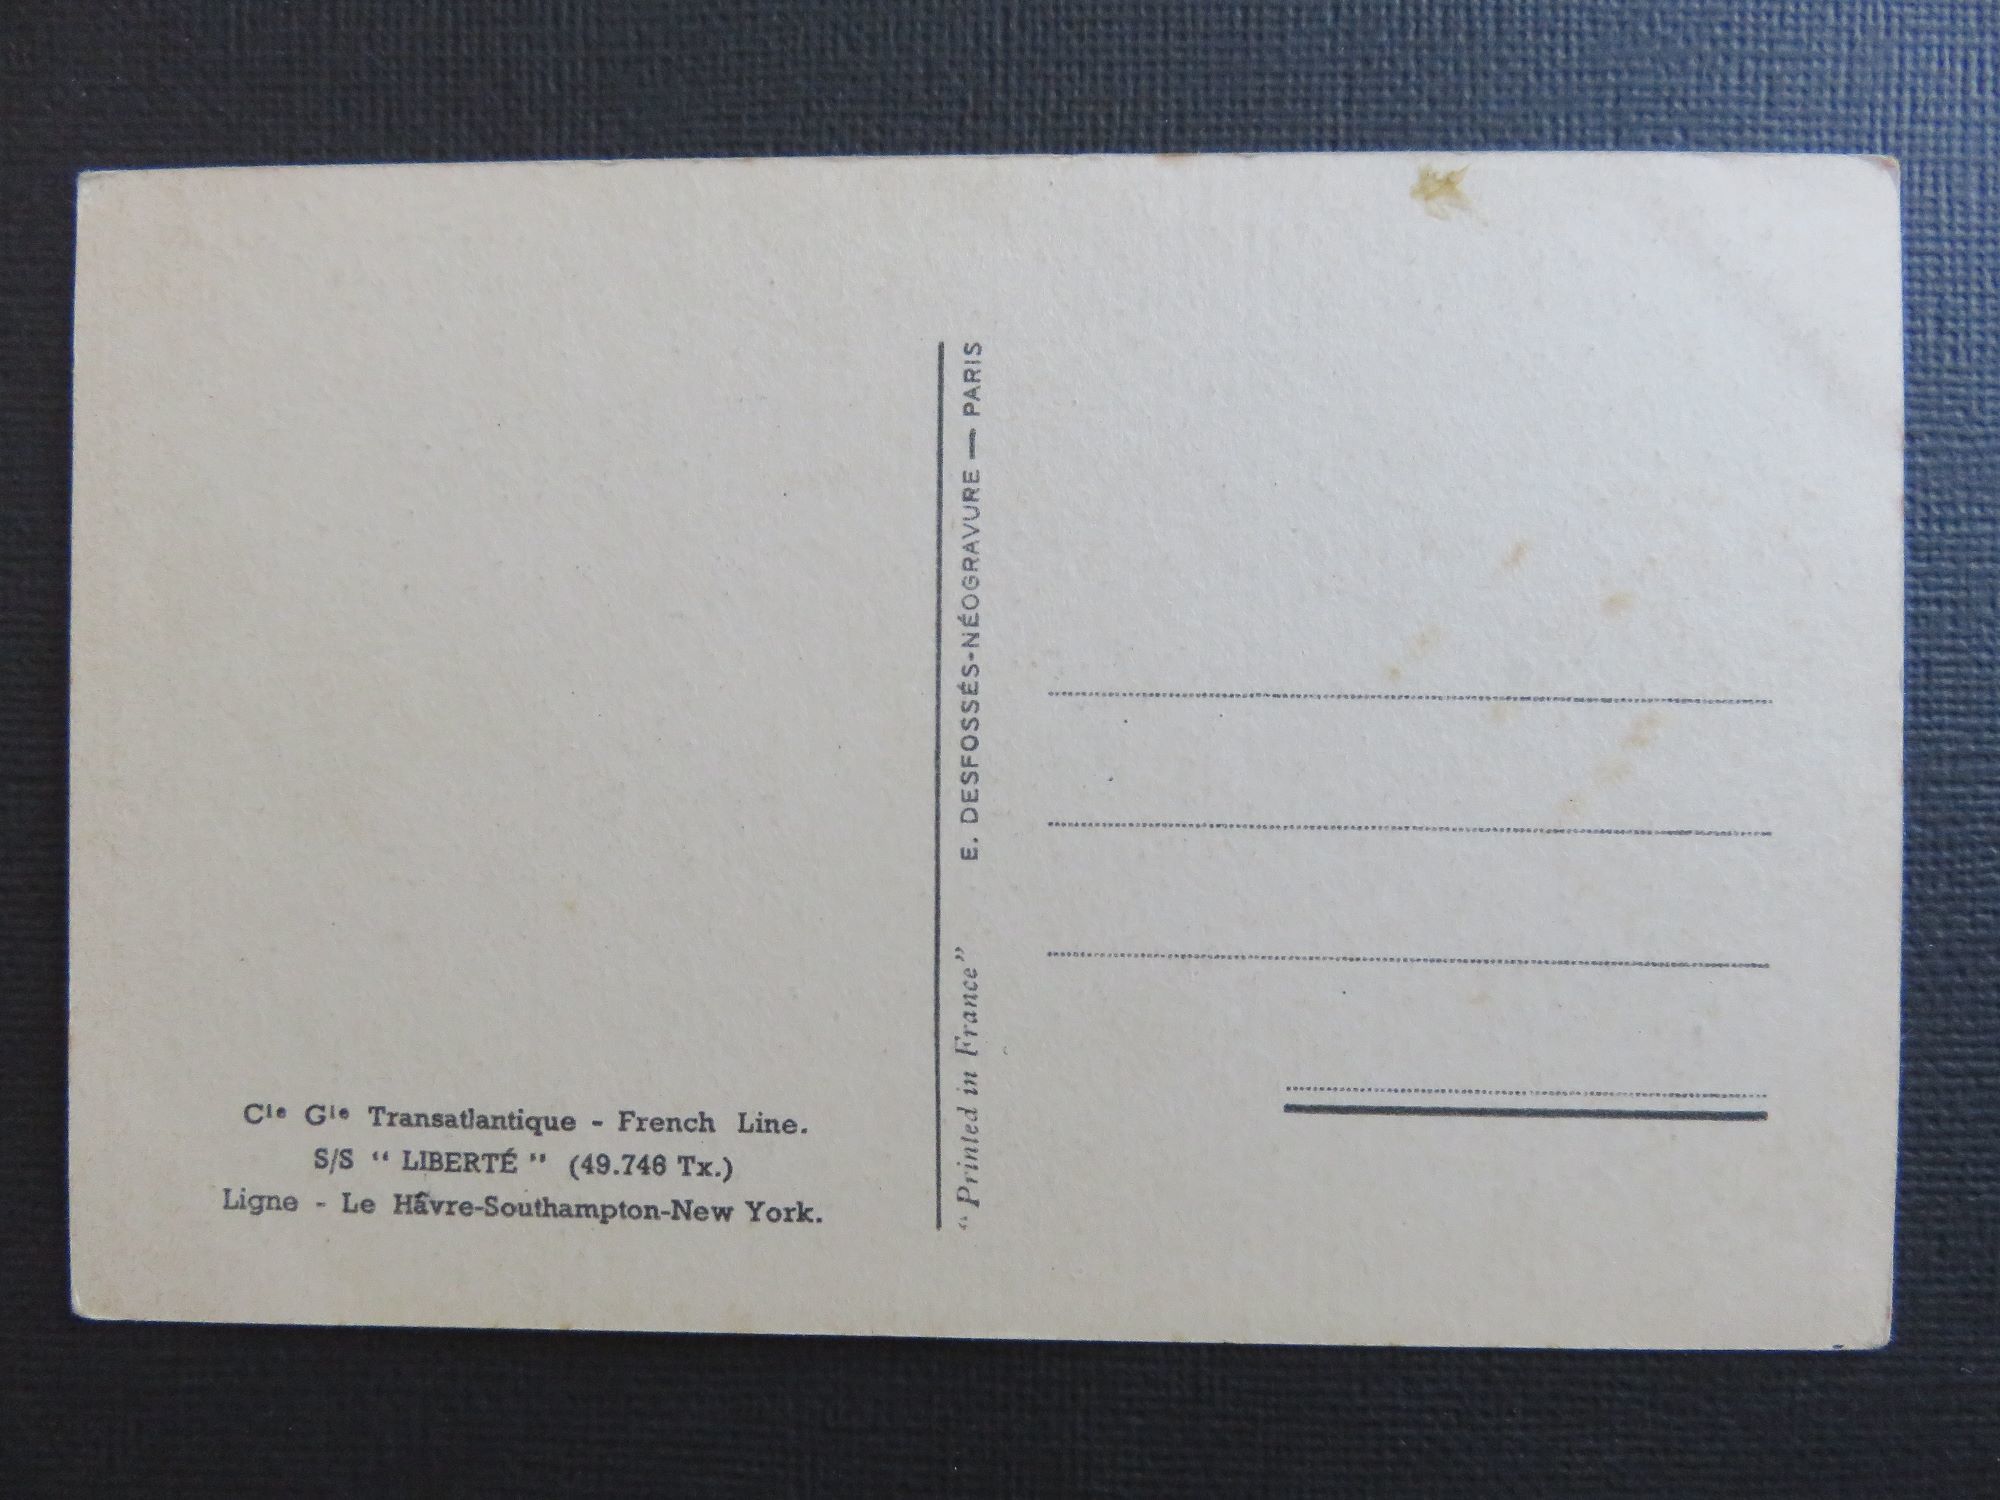 Cie Gle Transatlantique - French Line.
S/S " LIBERTÉ " (49.746 Tx.)
Ligne - Le Hâvre-Southampton-New York.
"Printed in France" E. DESFOSSÉS-NÉOGRAVURE — PARIS